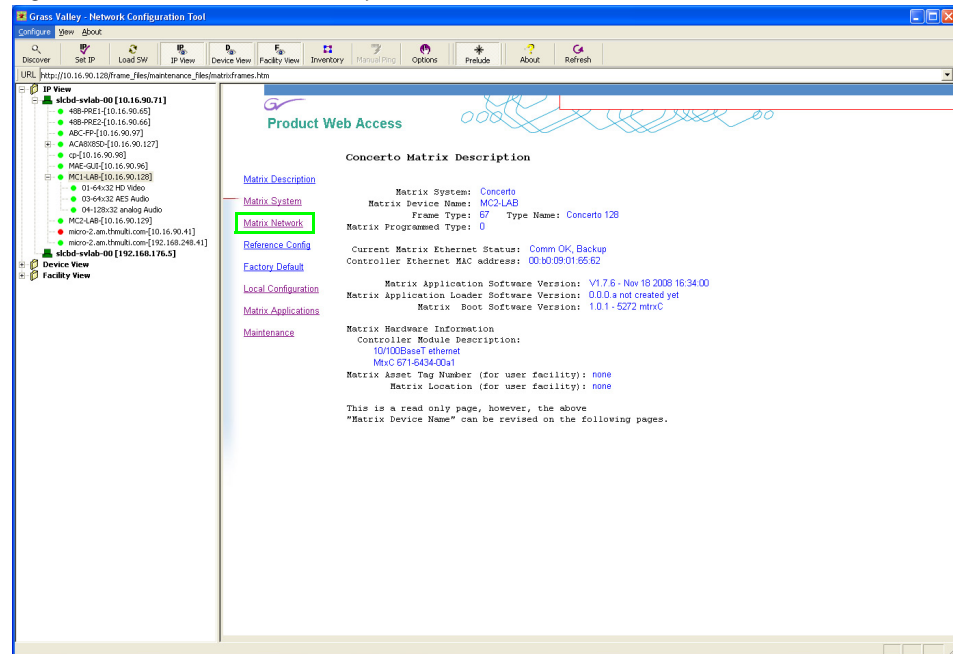 Grass Valley - Network Configuration Tool
Configure View About
Discover Set IP Load SW IP View Device View Facility View Inventory Manual Ping Options Prelude About Refresh
URL http://10.16.90.128/frame_files/maintenance_files/matrixframes.htm
IP View
slcbd-svlab-00 [10.16.90.71]
48B-PRE1-[10.16.90.65]
48B-PRE2-[10.16.90.66]
ABC-FP-[10.16.90.97]
ACA8X8SD-[10.16.90.127]
cp-[10.16.90.98]
MAE-GUI-[10.16.90.96]
MC1-LAB-[10.16.90.128]
01-64x32 HD Video
03-64x32 AES Audio
04-128x32 analog Audio
MC2-LAB-[10.16.90.129]
micro-2.am.thmulti.com-[10.16.90.41]
micro-2.am.thmulti.com-[192.168.248.41]
slcbd-svlab-00 [192.168.176.5]
Device View
Facility View
Product Web Access
Matrix Description
Matrix System
Matrix Network
Reference Config
Factory Default
Local Configuration
Matrix Applications
Maintenance
Concerto Matrix Description
Matrix System: Concerto
Matrix Device Name: MC2-LAB
Frame Type: 67 Type Name: Concerto 128
Matrix Programmed Type: 0
Current Matrix Ethernet Status: Comm OK, Backup
Controller Ethernet MAC address: 00:b0:09:01:65:62
Matrix Application Software Version: V1.7.6 - Nov 18 2008 16:34:00
Matrix Application Loader Software Version: 0.0.0.a not created yet
Matrix Boot Software Version: 1.0.1 - 5272 mtrxC
Matrix Hardware Information
Controller Module Description:
10/100BaseT ethernet
MtxC 671-6434-00a1
Matrix Asset Tag Number (for user facility): none
Matrix Location (for user facility): none
This is a read only page, however, the above
"Matrix Device Name" can be revised on the following pages.